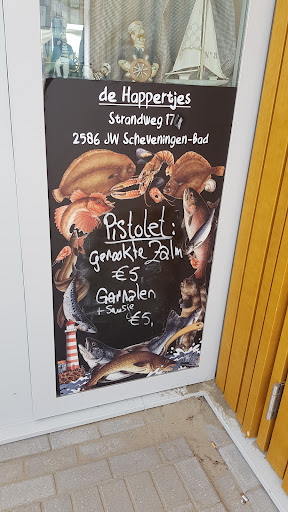 de Happertjes
Strandweg 17
2586 JW Scheveningen-Bad
Pistolet:
gerookte Zalm
€5,
Garnalen
+ Sausje
€5,